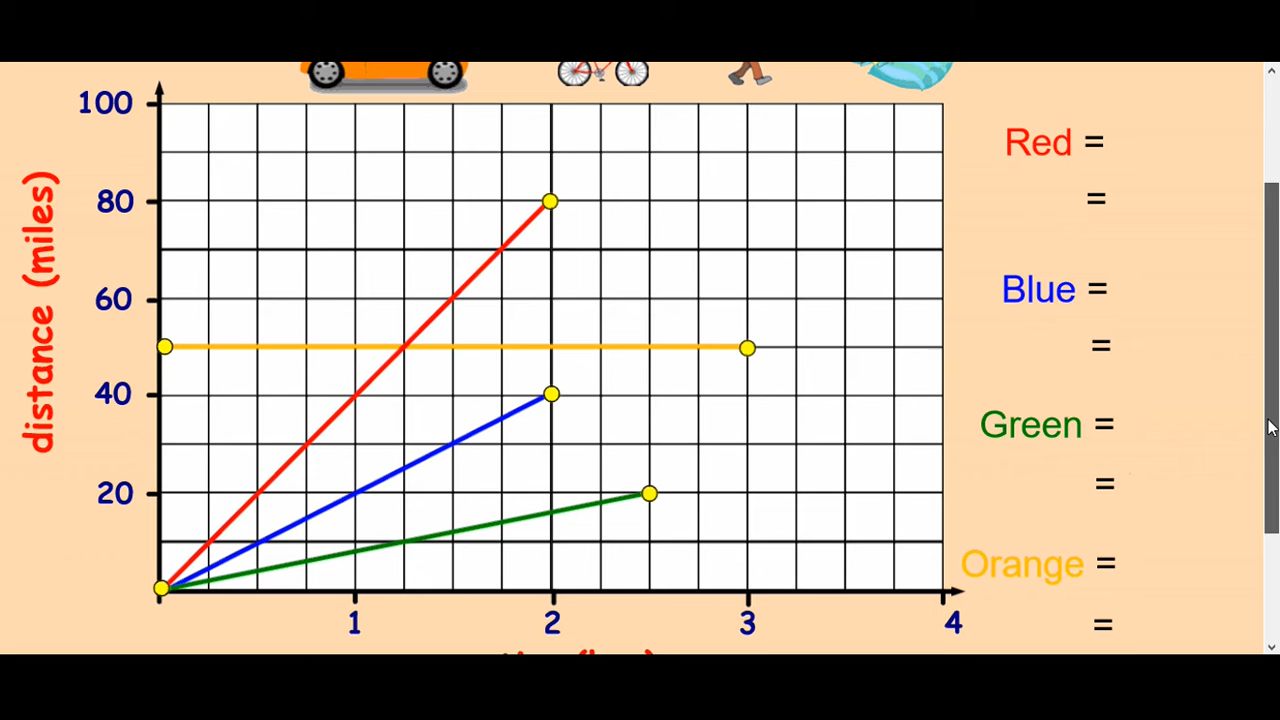 100
80
60
40
20
distance (miles)
1
2
3
4
Red =
=
Blue =
=
Green =
=
Orange =
=